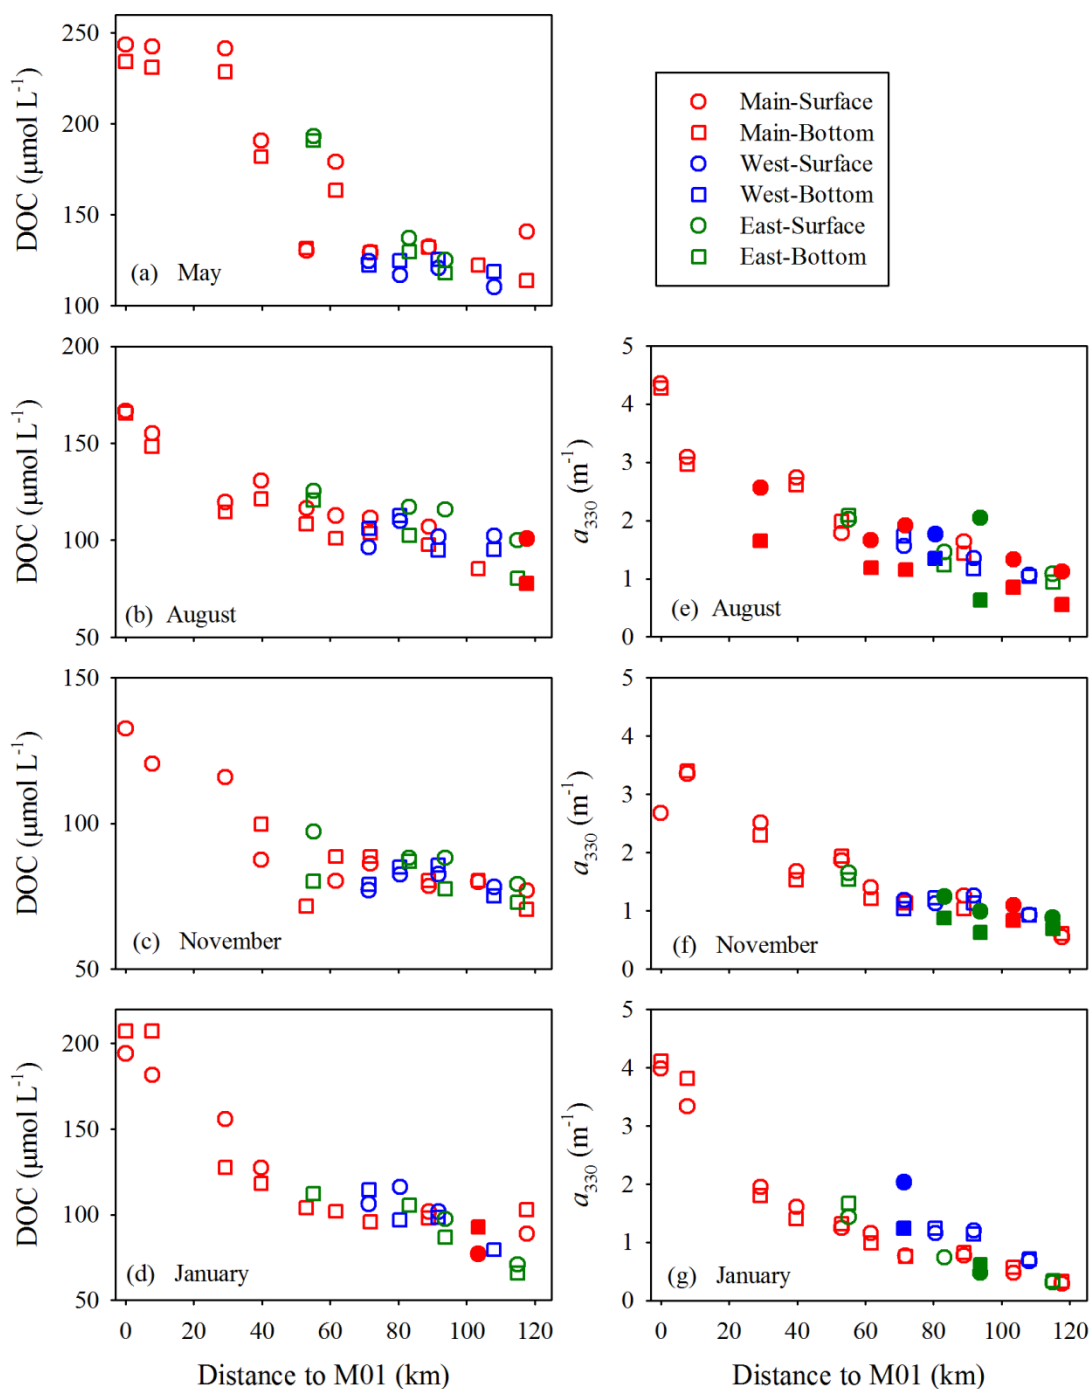 250
200
150
100
DOC (µmol L⁻¹)
(a) May
Main-Surface
Main-Bottom
West-Surface
West-Bottom
East-Surface
East-Bottom
200
150
100
50
DOC (µmol L⁻¹)
(b) August
5
4
3
2
1
0
a₃₃₀ (m⁻¹)
(e) August
150
100
50
DOC (µmol L⁻¹)
(c) November
5
4
3
2
1
0
a₃₃₀ (m⁻¹)
(f) November
200
150
100
50
DOC (µmol L⁻¹)
(d) January
0 20 40 60 80 100 120
Distance to M01 (km)
5
4
3
2
1
0
a₃₃₀ (m⁻¹)
(g) January
0 20 40 60 80 100 120
Distance to M01 (km)